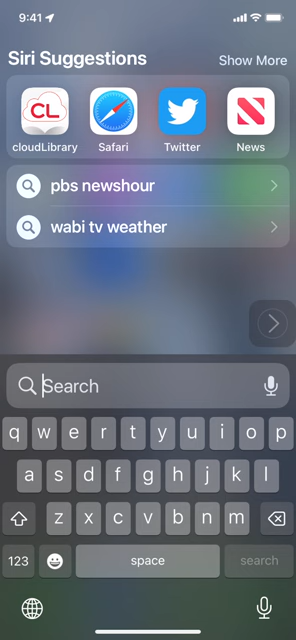 9:41
Siri Suggestions
Show More
CL
cloudLibrary
Safari
Twitter
News
pbs newshour
wabi tv weather
Search
q w e r t y u i o p
a s d f g h j k l
z x c v b n m
123 space search